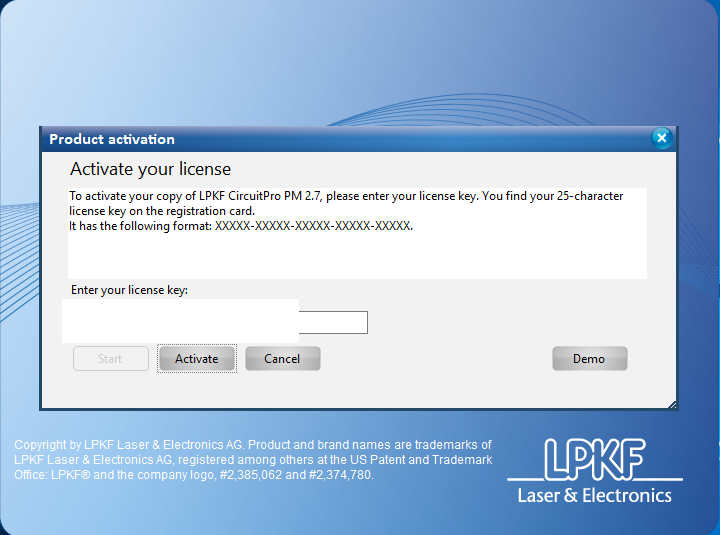 Product activation
Activate your license
To activate your copy of LPKF CircuitPro PM 2.7, please enter your license key. You find your 25-character
license key on the registration card.
It has the following format: XXXXX-XXXXX-XXXXX-XXXXX-XXXXX.
Enter your license key:
Start Activate Cancel Demo
Copyright by LPKF Laser & Electronics AG. Product and brand names are trademarks of
LPKF Laser & Electronics AG, registered among others at the US Patent and Trademark
Office: LPKF® and the company logo, #2,385,062 and #2,374,780.
LPKF
Laser & Electronics